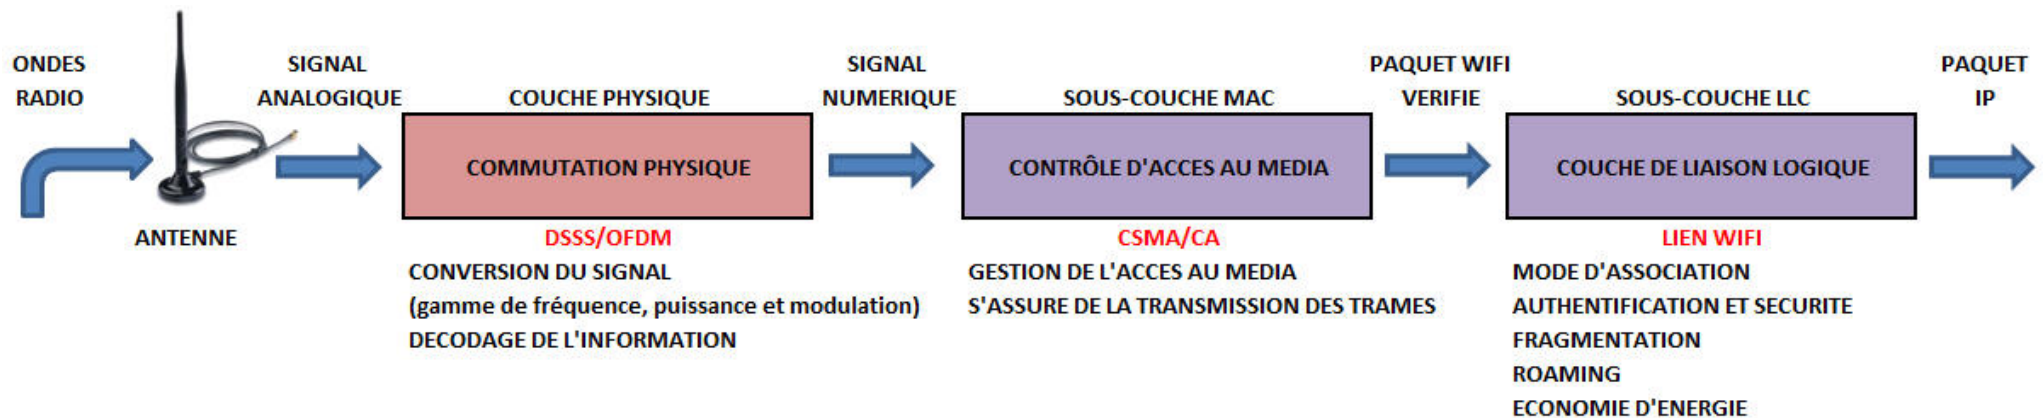 ONDES
RADIO
ANTENNE
SIGNAL
ANALOGIQUE
COUCHE PHYSIQUE
COMMUTATION PHYSIQUE
DSSS/OFDM
CONVERSION DU SIGNAL
(gamme de fréquence, puissance et modulation)
DECODAGE DE L'INFORMATION
SIGNAL
NUMERIQUE
SOUS-COUCHE MAC
CONTRÔLE D'ACCES AU MEDIA
CSMA/CA
GESTION DE L'ACCES AU MEDIA
S'ASSURE DE LA TRANSMISSION DES TRAMES
PAQUET WIFI
VERIFIE
SOUS-COUCHE LLC
COUCHE DE LIAISON LOGIQUE
LIEN WIFI
MODE D'ASSOCIATION
AUTHENTIFICATION ET SECURITE
FRAGMENTATION
ROAMING
ECONOMIE D'ENERGIE
PAQUET
IP